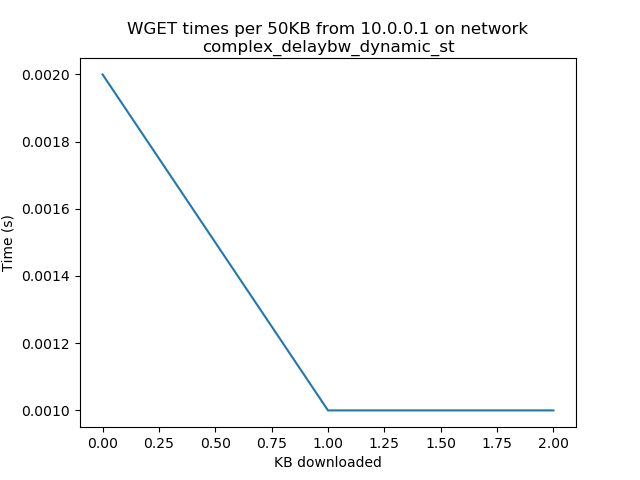 WGET times per 50KB from 10.0.0.1 on network
complex_delaybw_dynamic_st
0.0020
0.0018
0.0016
0.0014
0.0012
0.0010
Time (s)
0.00 0.25 0.50 0.75 1.00 1.25 1.50 1.75 2.00
KB downloaded